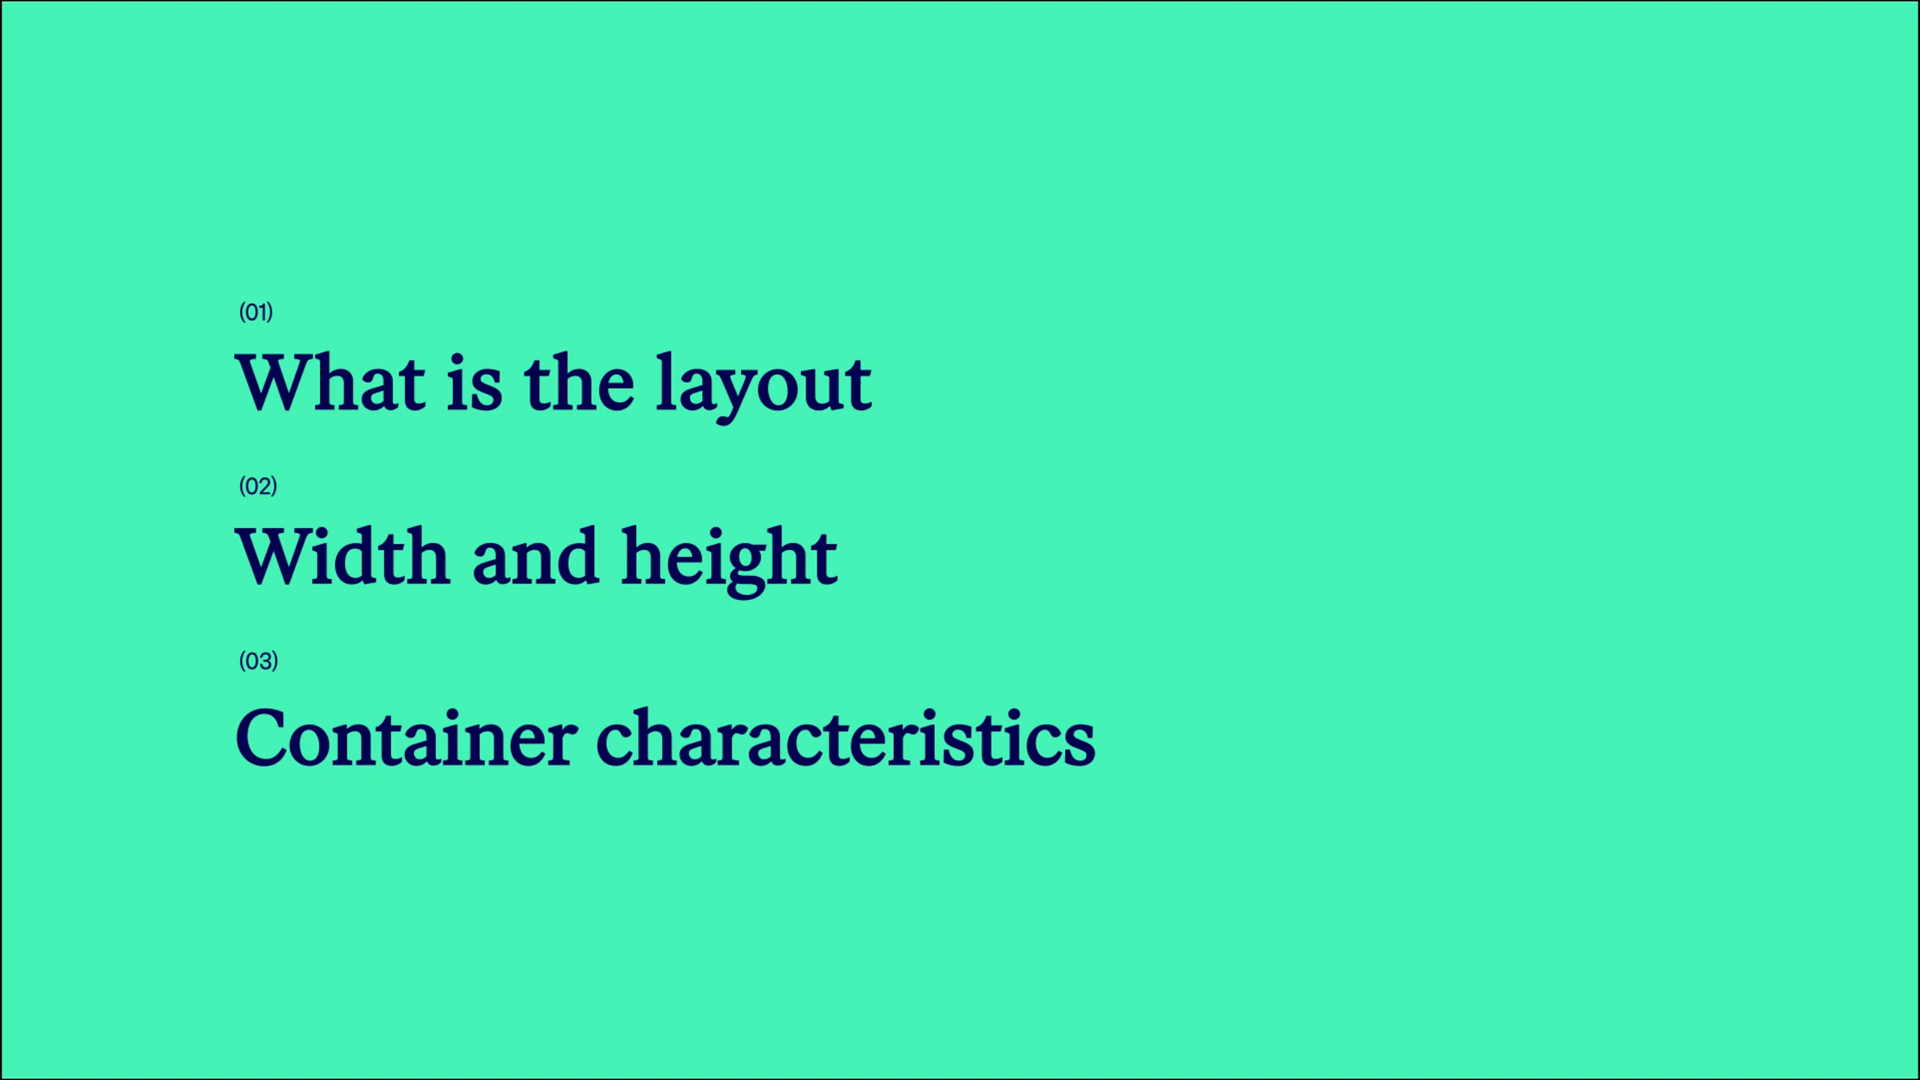 (01)
What is the layout
(02)
Width and height
(03)
Container characteristics